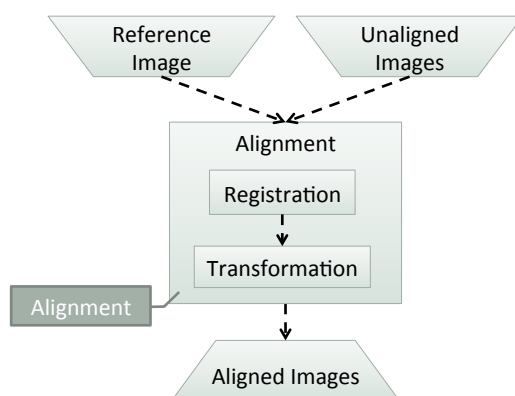 Reference
Image
Unaligned
Images
Alignment
Registration
Transformation
Alignment
Aligned Images